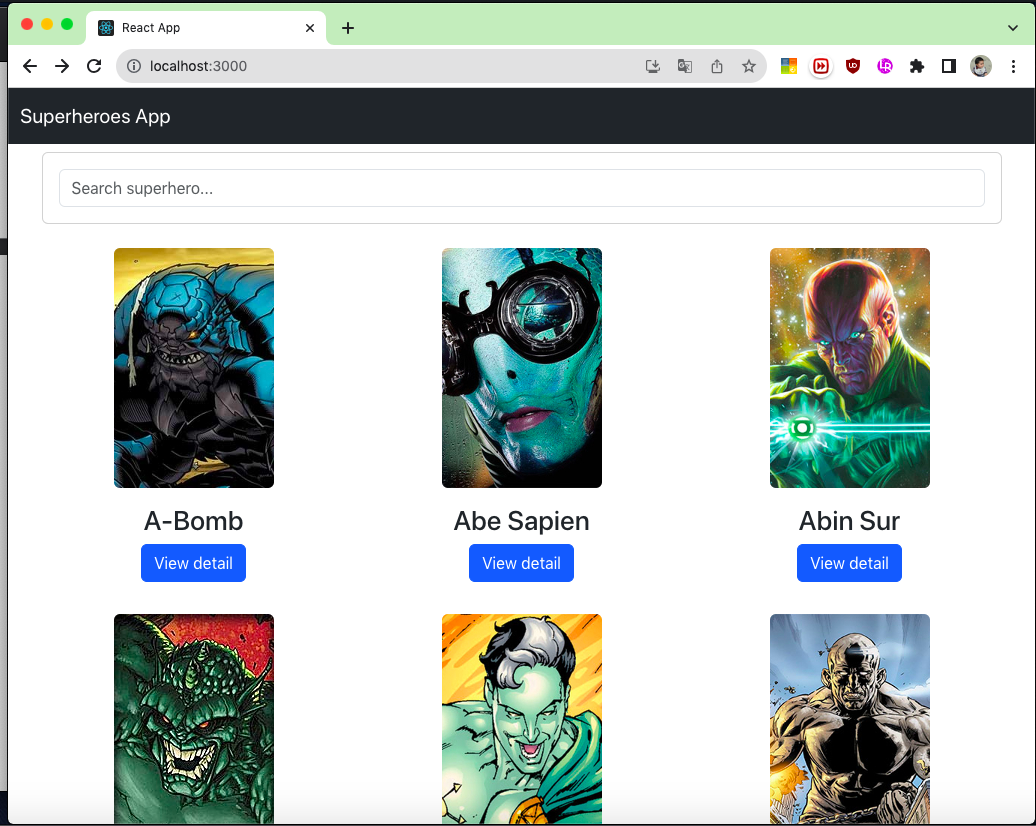 React App
localhost:3000
Superheroes App
Search superhero...
A-Bomb
Abe Sapien
Abin Sur
View detail
View detail
View detail